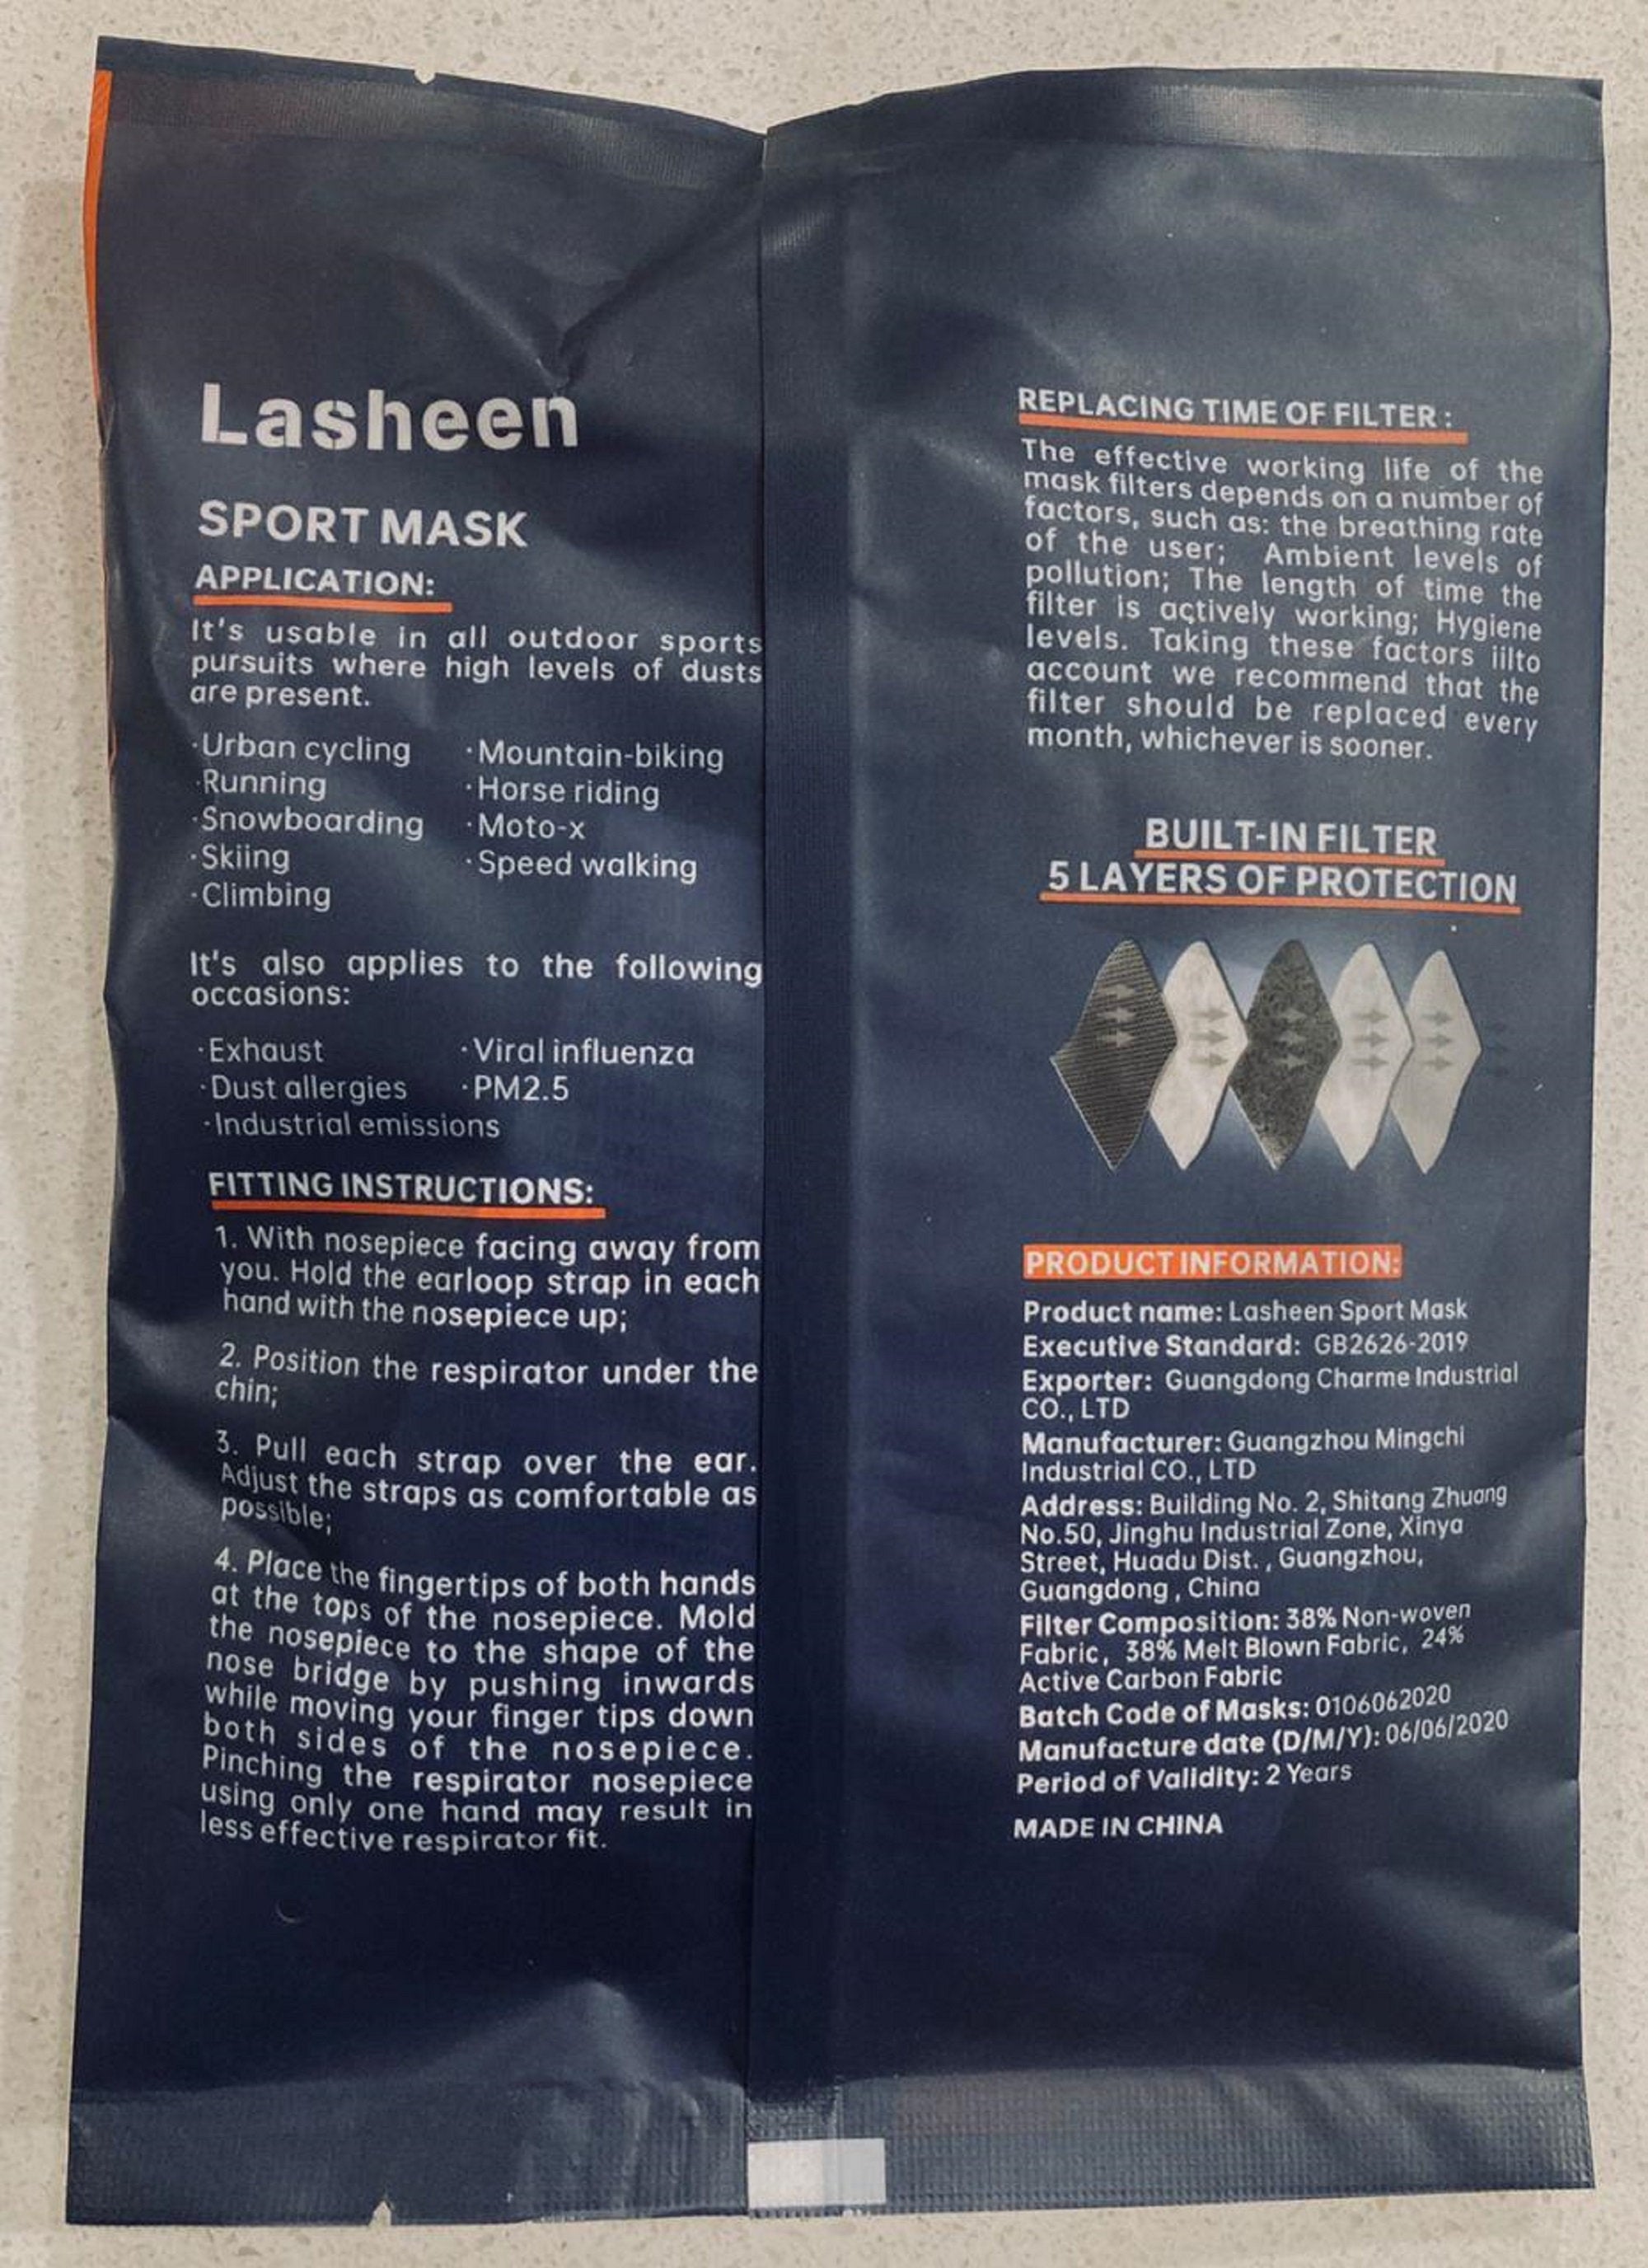 Lasheen
SPORT MASK
APPLICATION:
It's usable in all outdoor sports
pursuits where high levels of dusts
are present.
·Urban cycling
·Running
·Snowboarding
·Skiing
·Climbing
·Mountain-biking
·Horse riding
·Moto-x
·Speed walking
It's also applies to the following
occasions:
·Exhaust
·Dust allergies
·Industrial emissions
·Viral influenza
·PM2.5
FITTING INSTRUCTIONS:
1. With nosepiece facing away from
you. Hold the earloop strap in each
hand with the nosepiece up;
2. Position the respirator under the
chin;
3. Pull each strap over the ear.
Adjust the straps as comfortable as
possible;
4. Place the fingertips of both hands
at the tops of the nosepiece. Mold
the nosepiece to the shape of the
nose bridge by pushing inwards
while moving your finger tips down
both sides of the nosepiece.
Pinching the respirator nosepiece
using only one hand may result in
less effective respirator fit.
REPLACING TIME OF FILTER :
The effective working life of the
mask filters depends on a number of
factors, such as: the breathing rate
of the user; Ambient levels of
pollution; The length of time the
filter is actively working; Hygiene
levels. Taking these factors iilto
account we recommend that the
filter should be replaced every
month, whichever is sooner.
BUILT-IN FILTER
5 LAYERS OF PROTECTION
PRODUCT INFORMATION:
Product name: Lasheen Sport Mask
Executive Standard: GB2626-2019
Exporter: Guangdong Charme Industrial
CO., LTD
Manufacturer: Guangzhou Mingchi
Industrial CO., LTD
Address: Building No. 2, Shitang Zhuang
No.50, Jinghu Industrial Zone, Xinya
Street, Huadu Dist. , Guangzhou,
Guangdong , China
Filter Composition: 38% Non-woven
Fabric, 38% Melt Blown Fabric, 24%
Active Carbon Fabric
Batch Code of Masks: 0106062020
Manufacture date (D/M/Y): 06/06/2020
Period of Validity: 2 Years
MADE IN CHINA